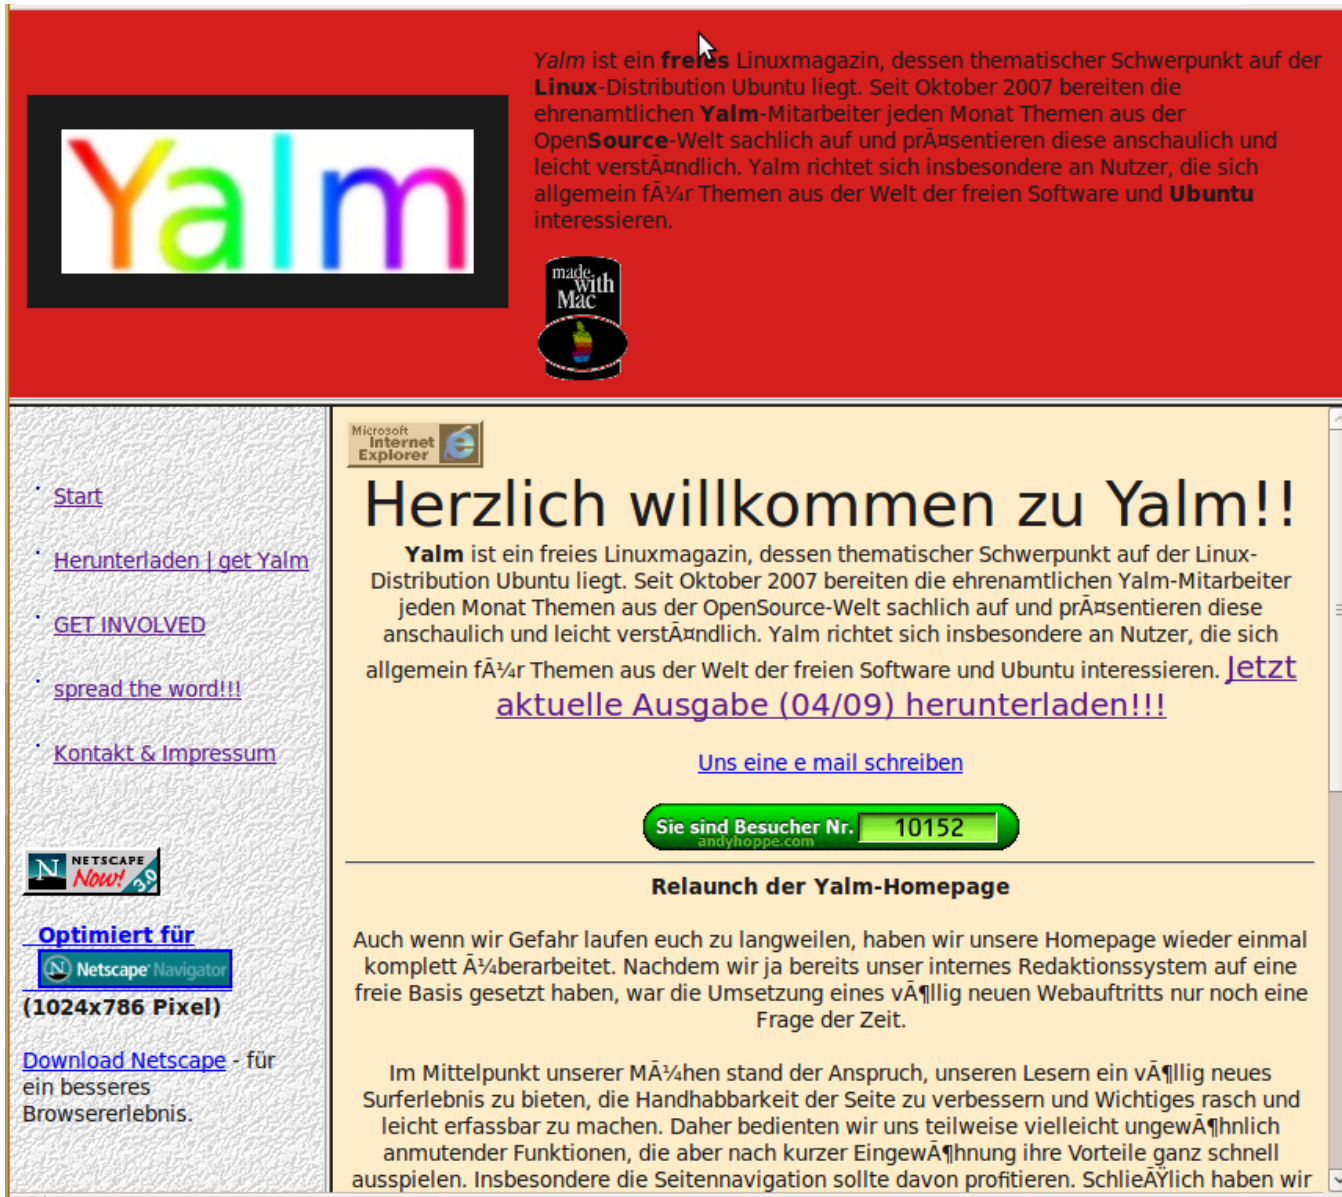 Yalm ist ein freies Linuxmagazin, dessen thematischer Schwerpunkt auf der
Linux-Distribution Ubuntu liegt. Seit Oktober 2007 bereiten die
ehrenamtlichen Yalm-Mitarbeiter jeden Monat Themen aus der
OpenSource-Welt sachlich auf und prÃ¤sentieren diese anschaulich und
leicht verstÃ¤ndlich. Yalm richtet sich insbesondere an Nutzer, die sich
allgemein fÃ¼r Themen aus der Welt der freien Software und Ubuntu
interessieren.
Yalm
made
with
Mac
Start
Herunterladen | get Yalm
GET INVOLVED
spread the word!!!
Kontakt & Impressum
N NETSCAPE
Now! 3.0
Optimiert für
N Netscape Navigator
(1024x786 Pixel)
Download Netscape - für
ein besseres
Browsererlebnis.
Microsoft
Internet
Explorer
Herzlich willkommen zu Yalm!!
Yalm ist ein freies Linuxmagazin, dessen thematischer Schwerpunkt auf der Linux-
Distribution Ubuntu liegt. Seit Oktober 2007 bereiten die ehrenamtlichen Yalm-Mitarbeiter
jeden Monat Themen aus der OpenSource-Welt sachlich auf und prÃ¤sentieren diese
anschaulich und leicht verstÃ¤ndlich. Yalm richtet sich insbesondere an Nutzer, die sich
allgemein fÃ¼r Themen aus der Welt der freien Software und Ubuntu interessieren. Jetzt
aktuelle Ausgabe (04/09) herunterladen!!!
Uns eine e mail schreiben
Sie sind Besucher Nr. 10152
andyhoppe.com
Relaunch der Yalm-Homepage
Auch wenn wir Gefahr laufen euch zu langweilen, haben wir unsere Homepage wieder einmal
komplett Ã¼berarbeitet. Nachdem wir ja bereits unser internes Redaktionssystem auf eine
freie Basis gesetzt haben, war die Umsetzung eines vÃ¶llig neuen Webauftritts nur noch eine
Frage der Zeit.
Im Mittelpunkt unserer MÃ¼hen stand der Anspruch, unseren Lesern ein vÃ¶llig neues
Surferlebnis zu bieten, die Handhabbarkeit der Seite zu verbessern und Wichtiges rasch und
leicht erfassbar zu machen. Daher bedienten wir uns teilweise vielleicht ungewÃ¶hnlich
anmutender Funktionen, die aber nach kurzer EingewÃ¶hnung ihre Vorteile ganz schnell
ausspielen. Insbesondere die Seitennavigation sollte davon profitieren. SchlieÃŸlich haben wir